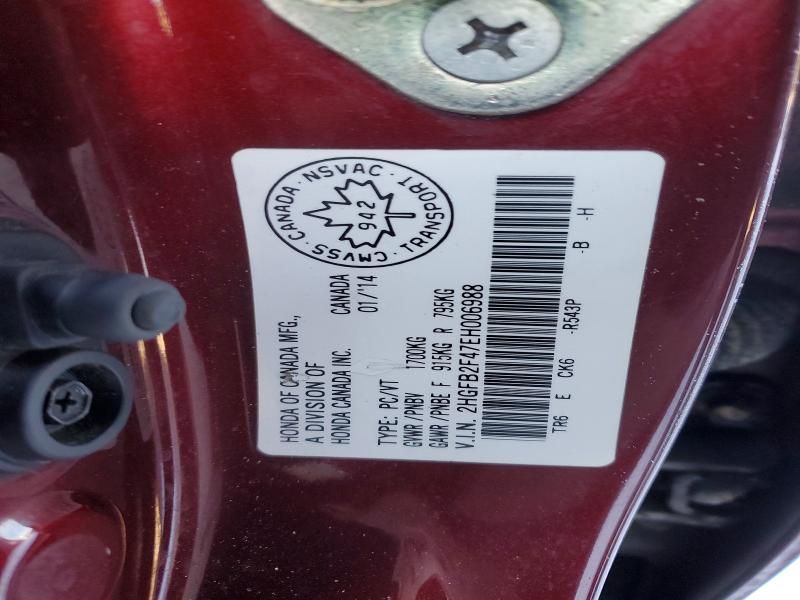 HONDA OF CANADA MFG.,
A DIVISION OF
HONDA CANADA INC.
CANADA
01/'14
CMVSS · CANADA · NSVAC · TRANSPORT
942
TYPE: PC/VT
GVWR /PNBV 1700KG
GAWR /PNBE F 915KG R 795KG
V.I.N. 2HGFB2F47EH006988
TR6 E CK6 -R543P -B -H